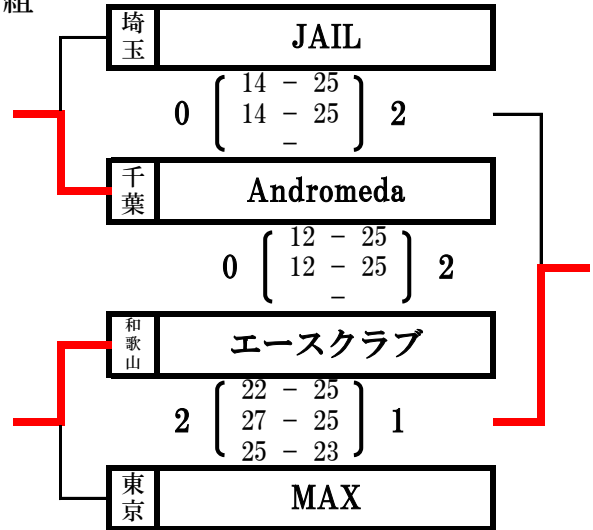 組
埼玉 JAIL
0 14 - 25 2
14 - 25
-
千葉 Andromeda
0 12 - 25 2
12 - 25
-
和歌山 エースクラブ
2 22 - 25 1
27 - 25
25 - 23
東京 MAX